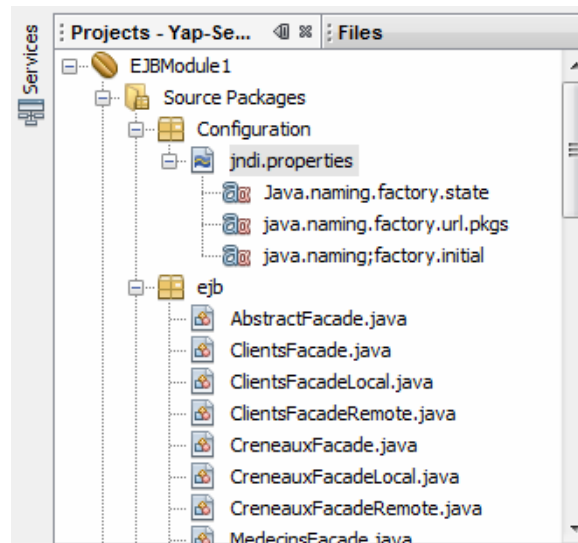 Services
Projects - Yap-Se...
Files
EJBModule1
Source Packages
Configuration
jndi.properties
Java.naming.factory.state
java.naming.factory.url.pkgs
java.naming;factory.initial
ejb
AbstractFacade.java
ClientsFacade.java
ClientsFacadeLocal.java
ClientsFacadeRemote.java
CreneauxFacade.java
CreneauxFacadeLocal.java
CreneauxFacadeRemote.java
MedecinsFacade.java